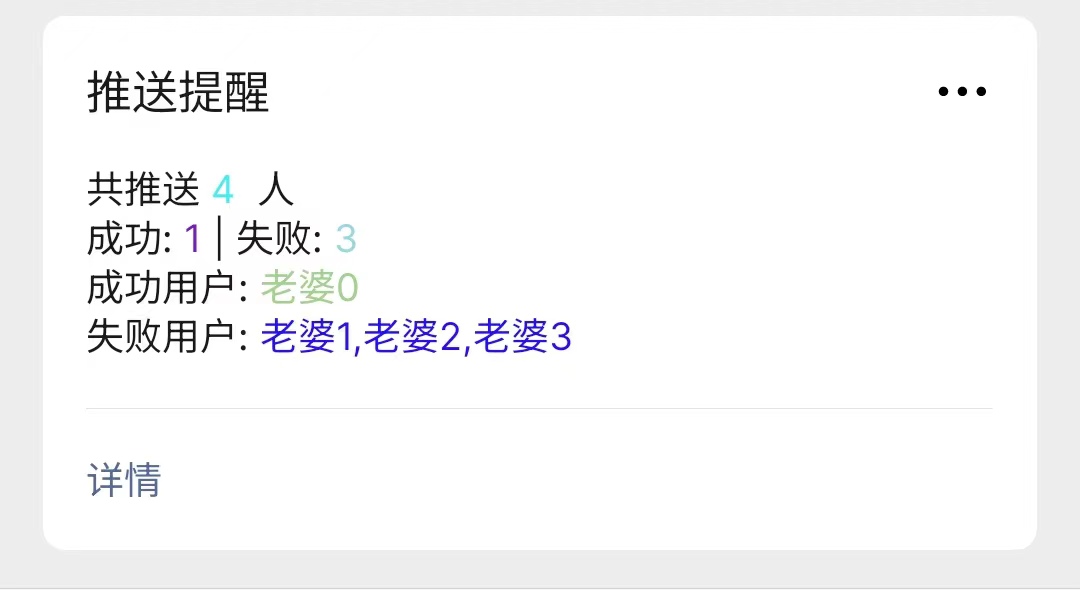 推送提醒
共推送 4 人
成功: 1 | 失败: 3
成功用户: 老婆0
失败用户: 老婆1,老婆2,老婆3
详情